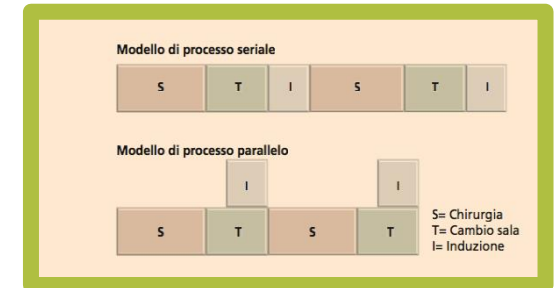 Modello di processo seriale
S T I S T I
Modello di processo parallelo
I I
S T S T
S= Chirurgia
T= Cambio sala
I= Induzione